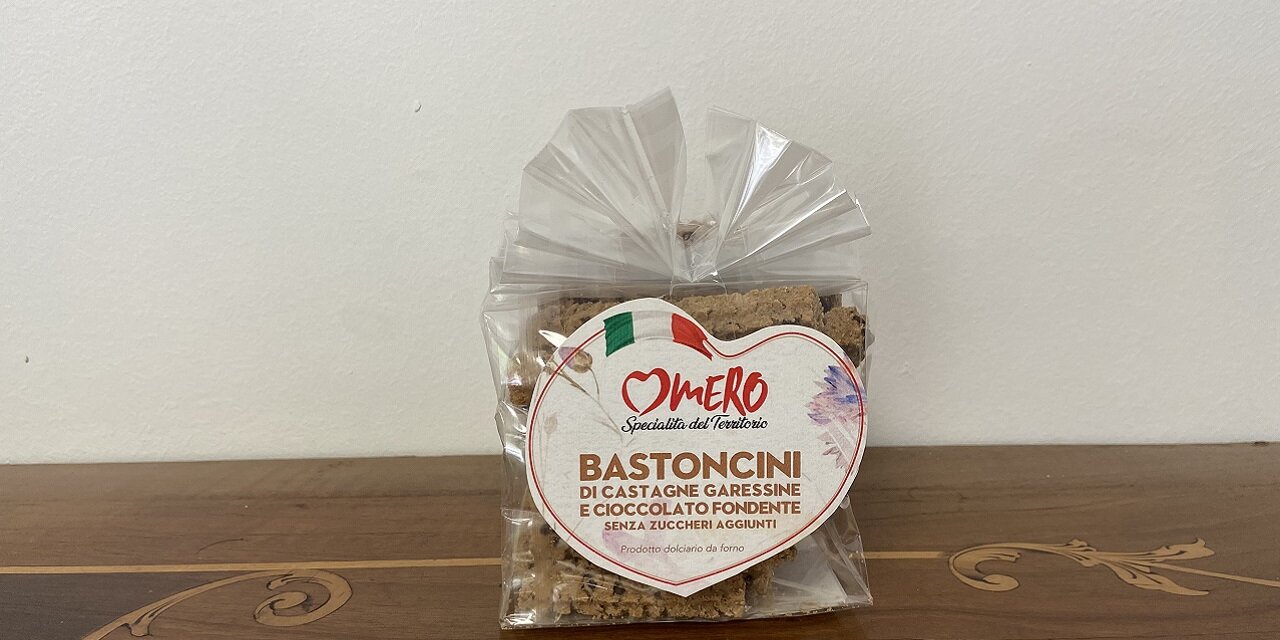 OMERO
Specialità del Territorio
BASTONCINI
DI CASTAGNE GARESSINE
E CIOCCOLATO FONDENTE
SENZA ZUCCHERI AGGIUNTI
Prodotto dolciario da forno